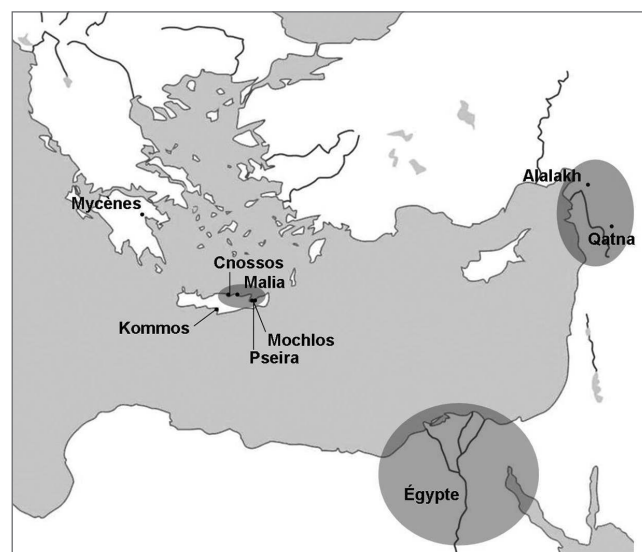 Alalakh
Mycènes
Qatna
Cnossos
Malia
Kommos
Mochlos
Pseira
Égypte